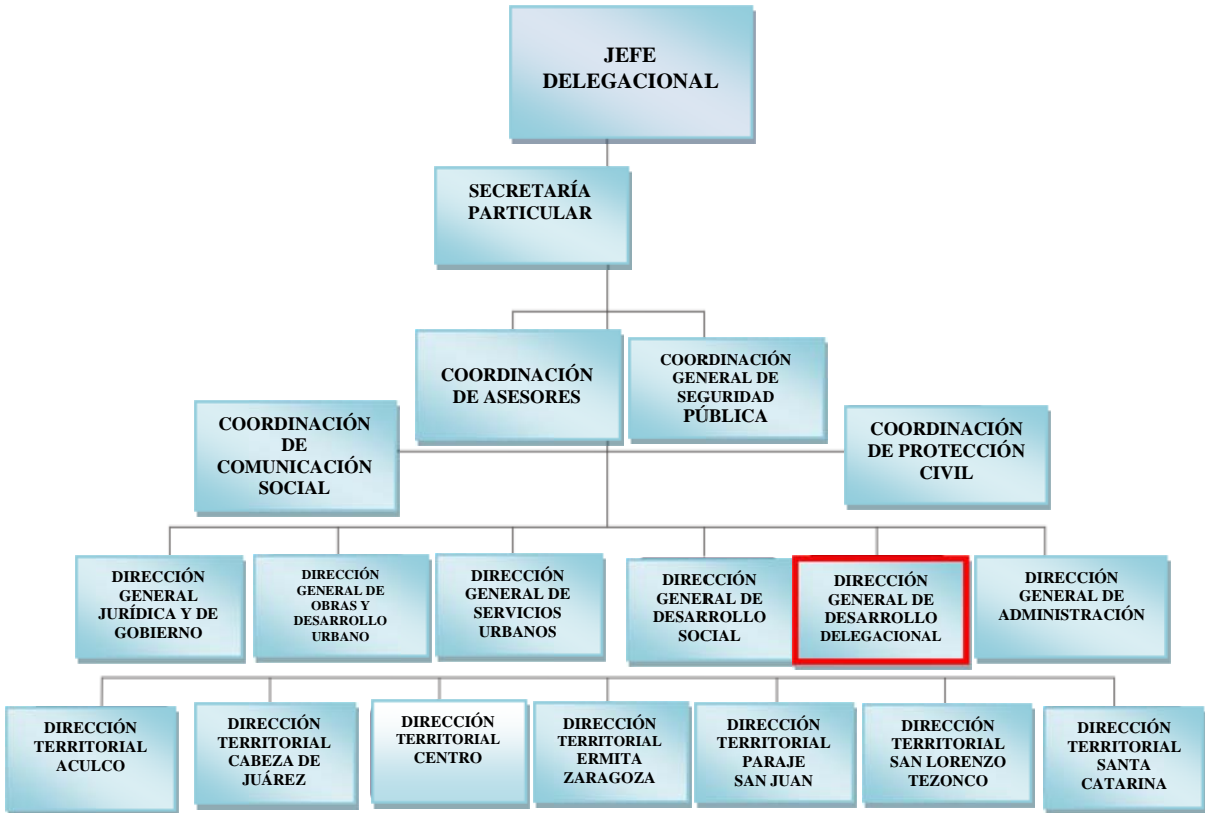 JEFE
DELEGACIONAL
SECRETARÍA
PARTICULAR
COORDINACIÓN
DE ASESORES
COORDINACIÓN
GENERAL DE
SEGURIDAD
PÚBLICA
COORDINACIÓN
DE
COMUNICACIÓN
SOCIAL
COORDINACIÓN
DE PROTECCIÓN
CIVIL
DIRECCIÓN
GENERAL
JURÍDICA Y DE
GOBIERNO
DIRECCIÓN
GENERAL DE
OBRAS Y
DESARROLLO
URBANO
DIRECCIÓN
GENERAL DE
SERVICIOS
URBANOS
DIRECCIÓN
GENERAL DE
DESARROLLO
SOCIAL
DIRECCIÓN
GENERAL DE
DESARROLLO
DELEGACIONAL
DIRECCIÓN
GENERAL DE
ADMINISTRACIÓN
DIRECCIÓN
TERRITORIAL
ACULCO
DIRECCIÓN
TERRITORIAL
CABEZA DE
JUÁREZ
DIRECCIÓN
TERRITORIAL
CENTRO
DIRECCIÓN
TERRITORIAL
ERMITA
ZARAGOZA
DIRECCIÓN
TERRITORIAL
PARAJE
SAN JUAN
DIRECCIÓN
TERRITORIAL
SAN LORENZO
TEZONCO
DIRECCIÓN
TERRITORIAL
SANTA
CATARINA